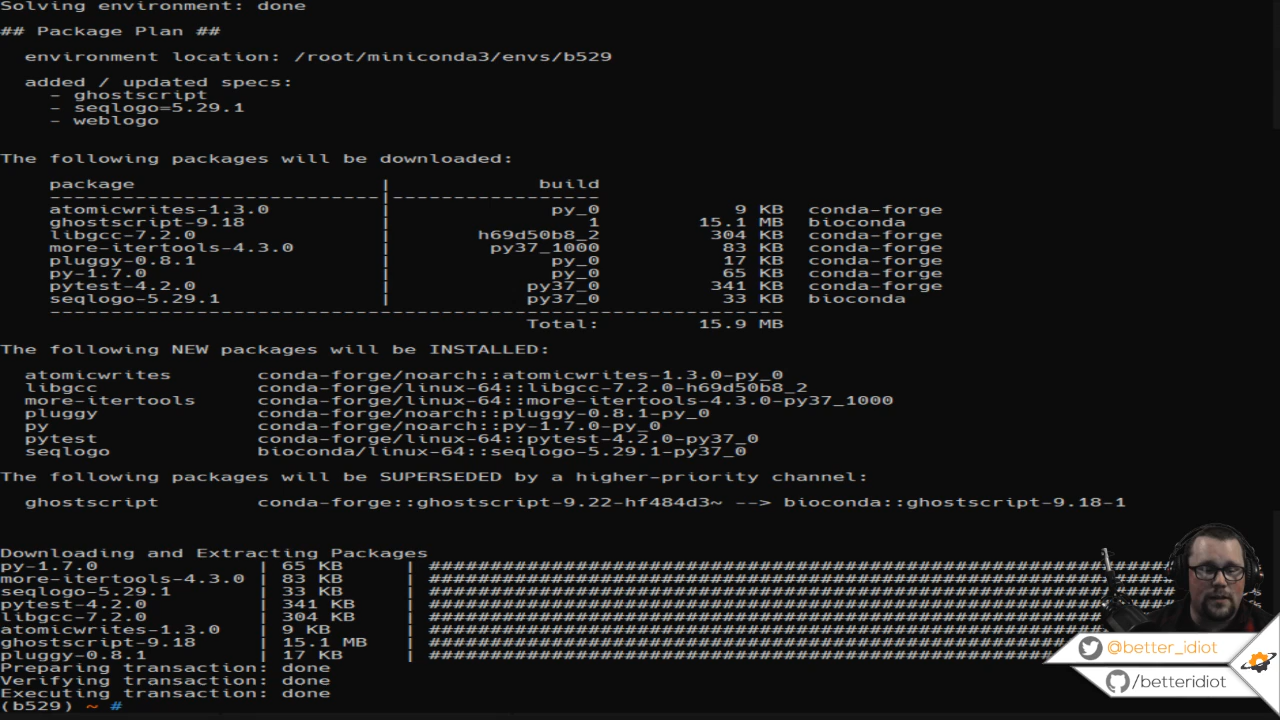 Solving environment: done
## Package Plan ##
environment location: /root/miniconda3/envs/b529
added / updated specs:
- ghostscript
- seqlogo=5.29.1
- weblogo
The following packages will be downloaded:
package | build
---------------------------|-----------------
atomicwrites-1.3.0 | py_0 9 KB conda-forge
ghostscript-9.18 | 1 15.1 MB bioconda
libgcc-7.2.0 | h69d50b8_2 304 KB conda-forge
more-itertools-4.3.0 | py37_1000 83 KB conda-forge
pluggy-0.8.1 | py_0 17 KB conda-forge
py-1.7.0 | py_0 65 KB conda-forge
pytest-4.2.0 | py37_0 341 KB conda-forge
seqlogo-5.29.1 | py37_0 33 KB bioconda
------------------------------------------------------------
Total: 15.9 MB
The following NEW packages will be INSTALLED:
atomicwrites conda-forge/noarch::atomicwrites-1.3.0-py_0
libgcc conda-forge/linux-64::libgcc-7.2.0-h69d50b8_2
more-itertools conda-forge/linux-64::more-itertools-4.3.0-py37_1000
pluggy conda-forge/noarch::pluggy-0.8.1-py_0
py conda-forge/noarch::py-1.7.0-py_0
pytest conda-forge/linux-64::pytest-4.2.0-py37_0
seqlogo bioconda/linux-64::seqlogo-5.29.1-py37_0
The following packages will be SUPERSEDED by a higher-priority channel:
ghostscript conda-forge::ghostscript-9.22-hf484d3~ --> bioconda::ghostscript-9.18-1
Downloading and Extracting Packages
py-1.7.0 | 65 KB | #############################################################
more-itertools-4.3.0 | 83 KB | #############################################################
seqlogo-5.29.1 | 33 KB | #############################################################
pytest-4.2.0 | 341 KB | #############################################################
libgcc-7.2.0 | 304 KB | #############################################################
atomicwrites-1.3.0 | 9 KB | #############################################################
ghostscript-9.18 | 15.1 MB | #############################################################
pluggy-0.8.1 | 17 KB | #############################################################
Preparing transaction: done
Verifying transaction: done
Executing transaction: done
(b529) ~ #
@better_idiot
/betteridiot